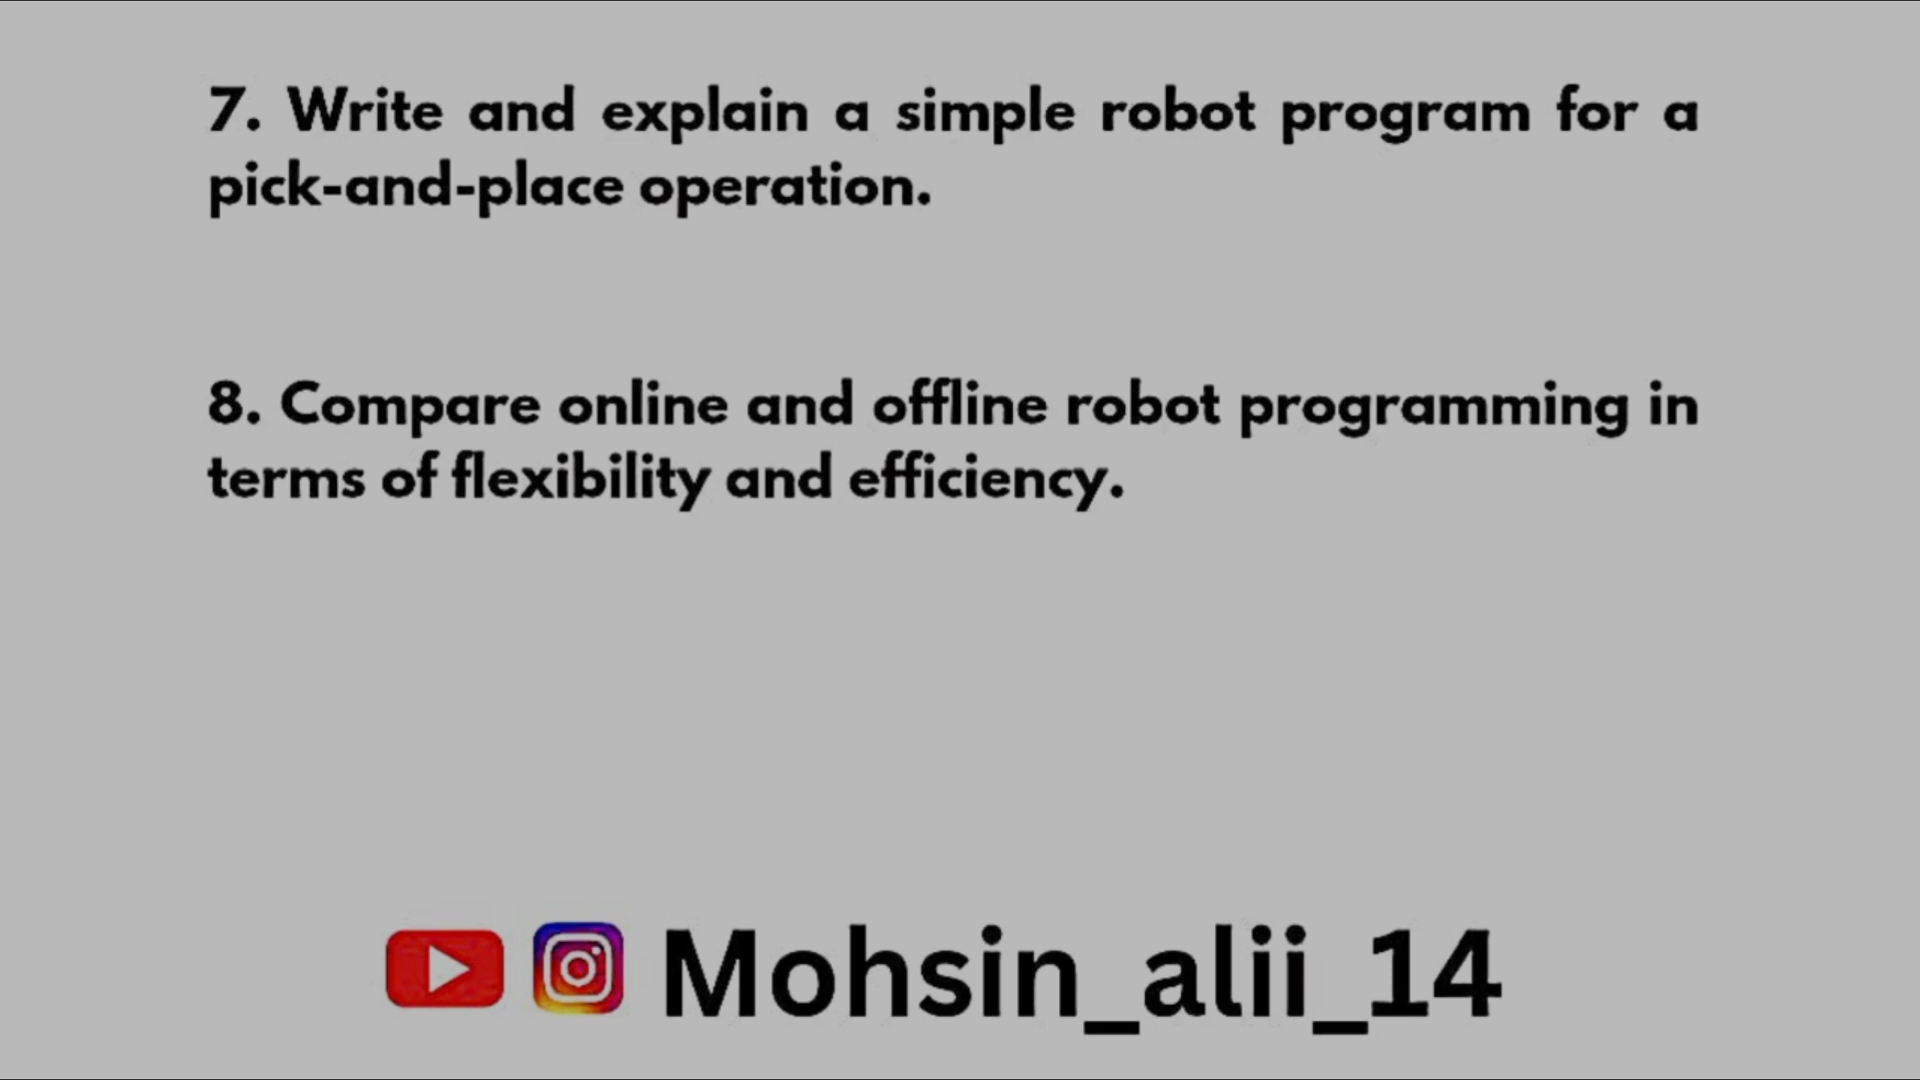 7. Write and explain a simple robot program for a
pick-and-place operation.
8. Compare online and offline robot programming in
terms of flexibility and efficiency.
Mohsin_alii_14